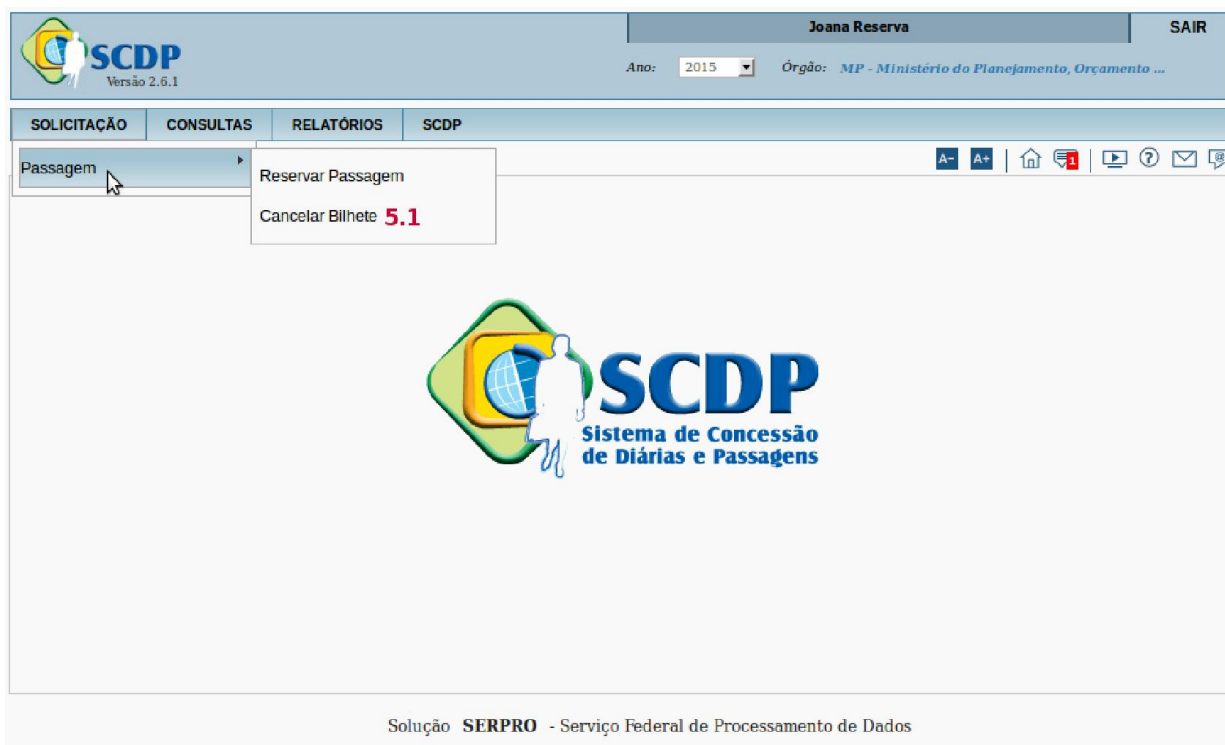 Joana Reserva
SAIR
SCDP
Versão 2.6.1
Ano: 2015 Órgão: MP - Ministério do Planejamento, Orçamento ...
SOLICITAÇÃO CONSULTAS RELATÓRIOS SCDP
A- A+ 1
Passagem
Reservar Passagem
Cancelar Bilhete 5.1
SCDP
Sistema de Concessão
de Diárias e Passagens
Solução SERPRO - Serviço Federal de Processamento de Dados